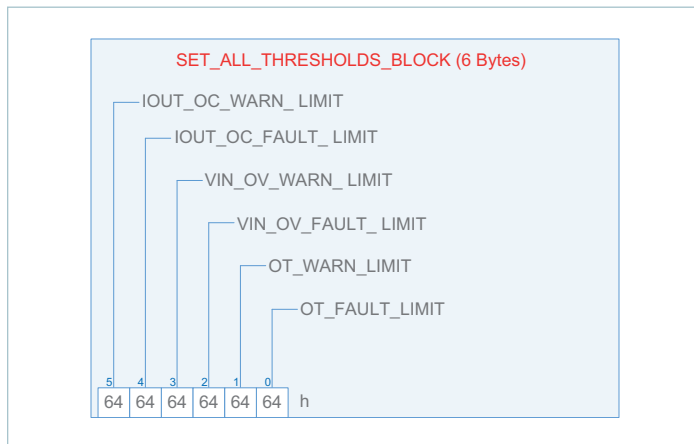 SET_ALL_THRESHOLDS_BLOCK (6 Bytes)
IOUT_OC_WARN_ LIMIT
IOUT_OC_FAULT_ LIMIT
VIN_OV_WARN_ LIMIT
VIN_OV_FAULT_ LIMIT
OT_WARN_LIMIT
OT_FAULT_LIMIT
5 4 3 2 1 0
64 64 64 64 64 64 h